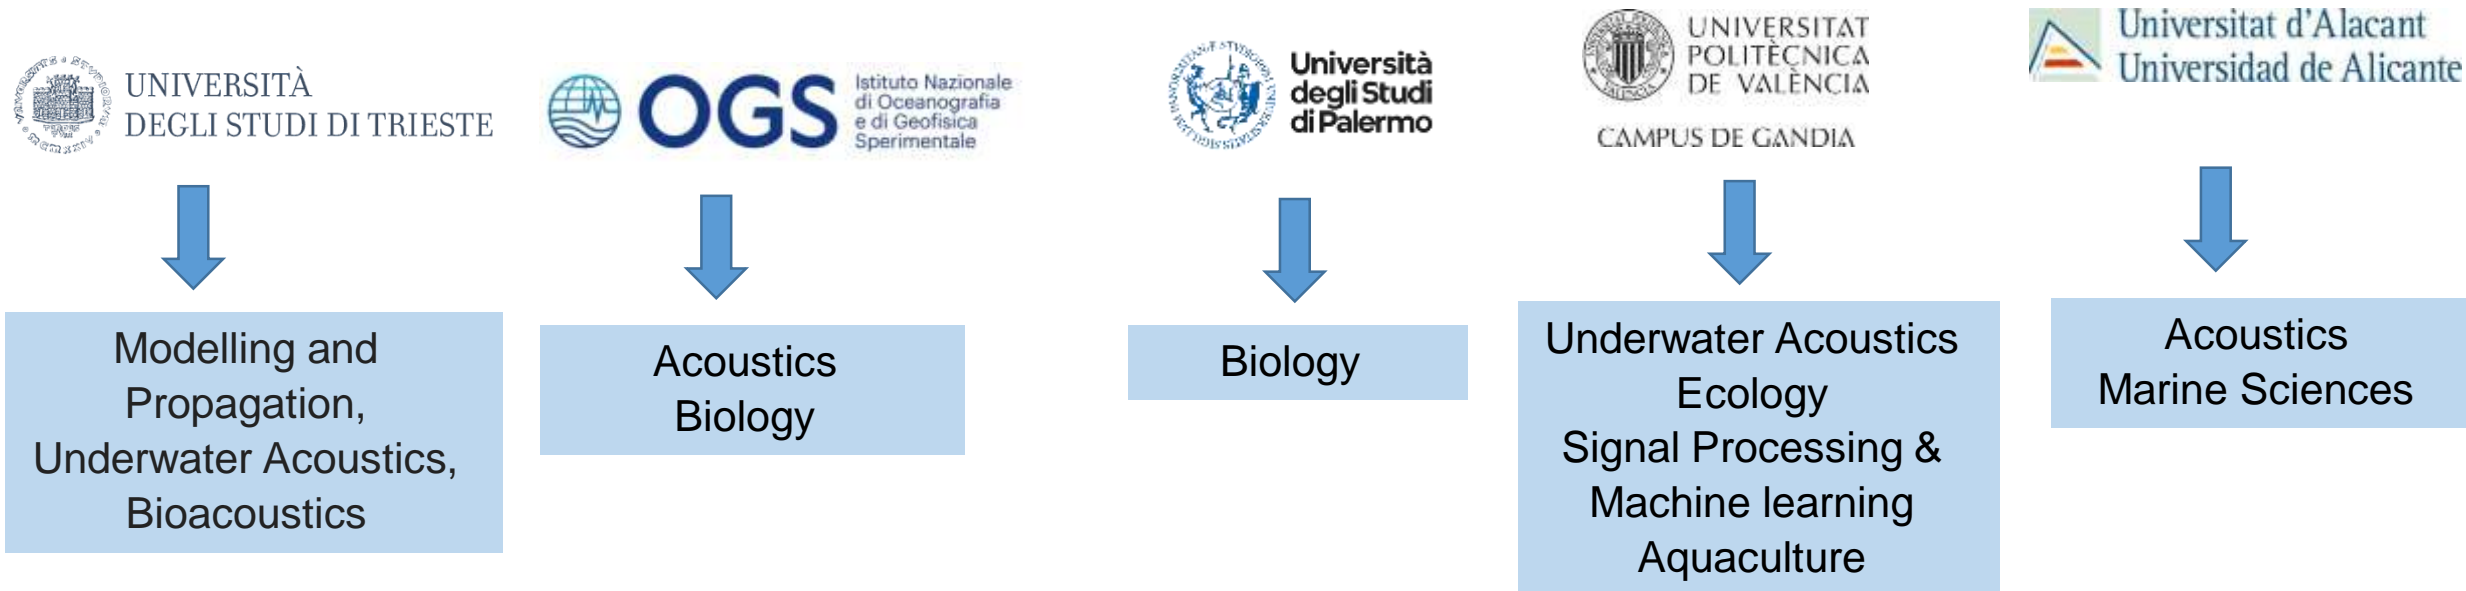 UNIVERSITÀ
DEGLI STUDI DI TRIESTE
OGS
Istituto Nazionale
di Oceanografia
e di Geofisica
Sperimentale
Università
degli Studi
di Palermo
UNIVERSITAT
POLITÈCNICA
DE VALÈNCIA
CAMPUS DE GANDIA
Universitat d'Alacant
Universidad de Alicante
Modelling and
Propagation,
Underwater Acoustics,
Bioacoustics
Acoustics
Biology
Biology
Underwater Acoustics
Ecology
Signal Processing &
Machine learning
Aquaculture
Acoustics
Marine Sciences